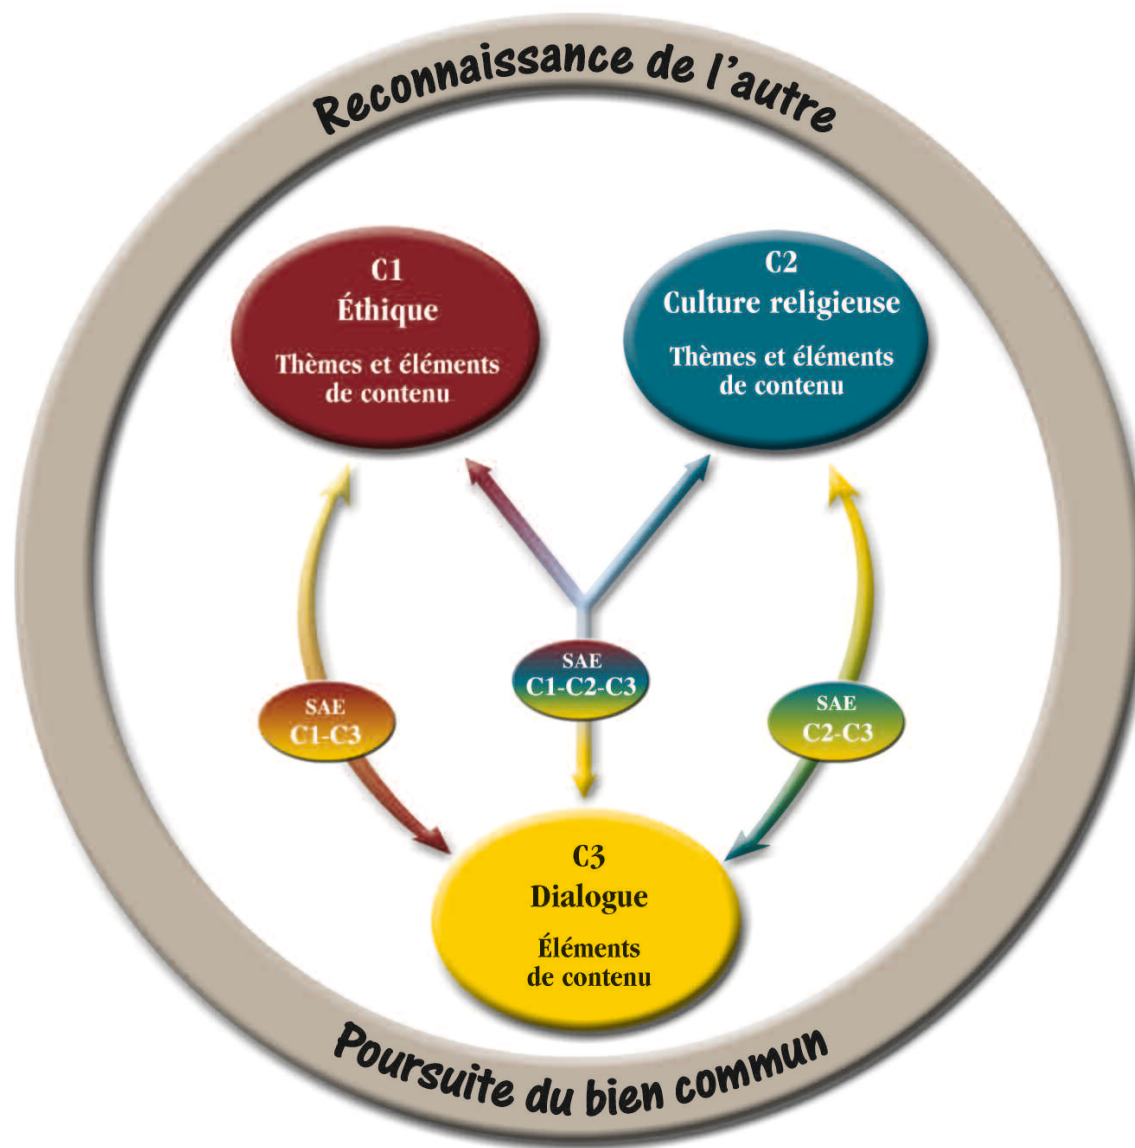 Reconnaissance de l'autre
C1
Éthique
Thèmes et éléments
de contenu
C2
Culture religieuse
Thèmes et éléments
de contenu
SAE
C1-C3
SAE
C1-C2-C3
SAE
C2-C3
C3
Dialogue
Éléments
de contenu
Poursuite du bien commun